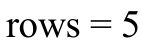 rows = 5